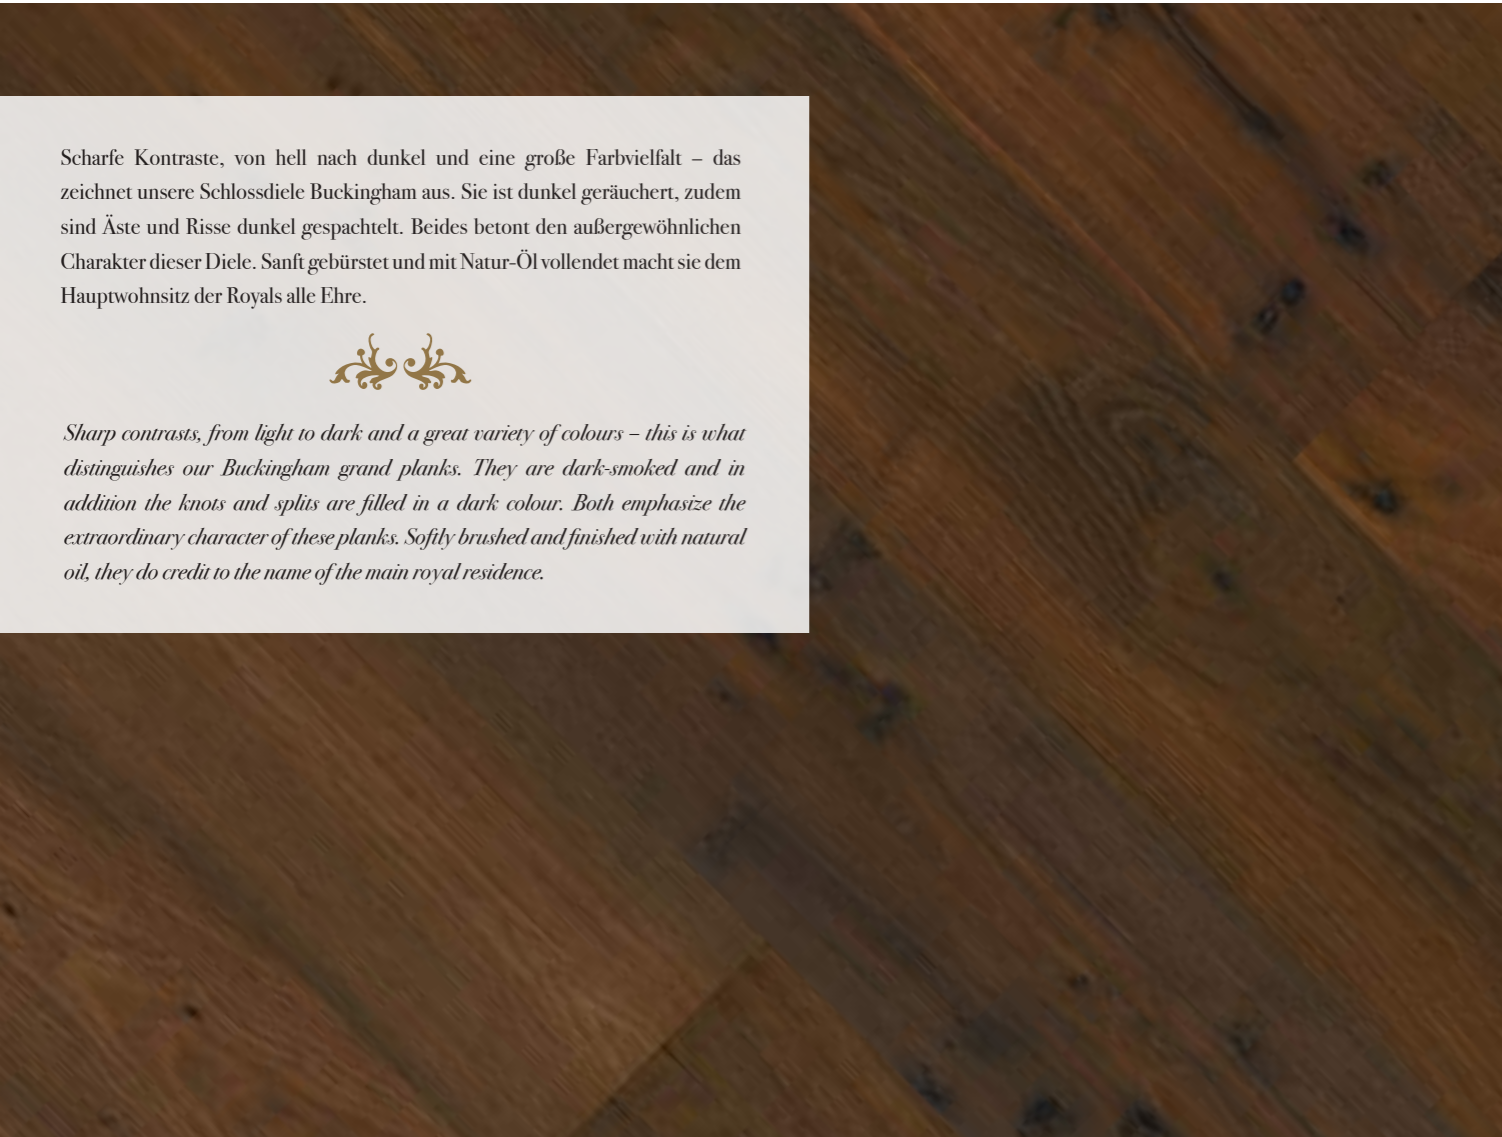 Scharfe Kontraste, von hell nach dunkel und eine große Farbvielfalt – das
zeichnet unsere Schlossdiele Buckingham aus. Sie ist dunkel geräuchert, zudem
sind Äste und Risse dunkel gespachtelt. Beides betont den außergewöhnlichen
Charakter dieser Diele. Sanft gebürstet und mit Natur-Öl vollendet macht sie dem
Hauptwohnsitz der Royals alle Ehre.
Sharp contrasts, from light to dark and a great variety of colours – this is what
distinguishes our Buckingham grand planks. They are dark-smoked and in
addition the knots and splits are filled in a dark colour. Both emphasize the
extraordinary character of these planks. Softly brushed and finished with natural
oil, they do credit to the name of the main royal residence.